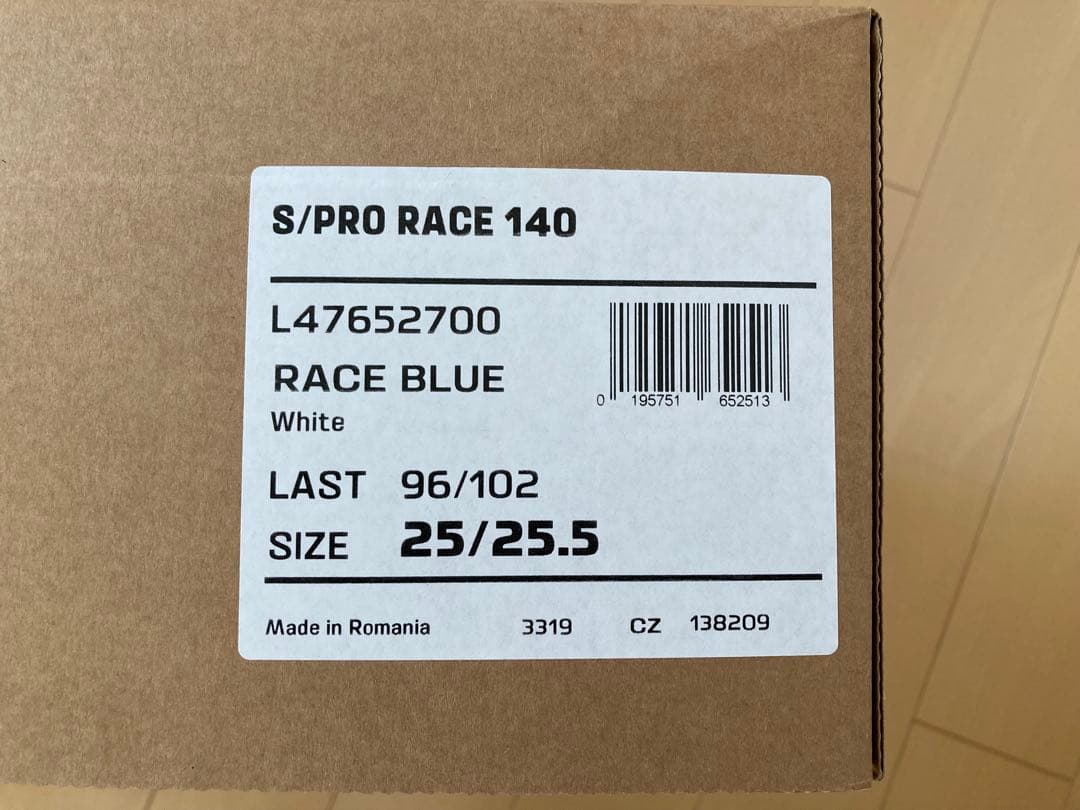 S/PRO RACE 140
L47652700
RACE BLUE
White
0 195751 652513
LAST 96/102
SIZE 25/25.5
Made in Romania 3319 CZ 138209